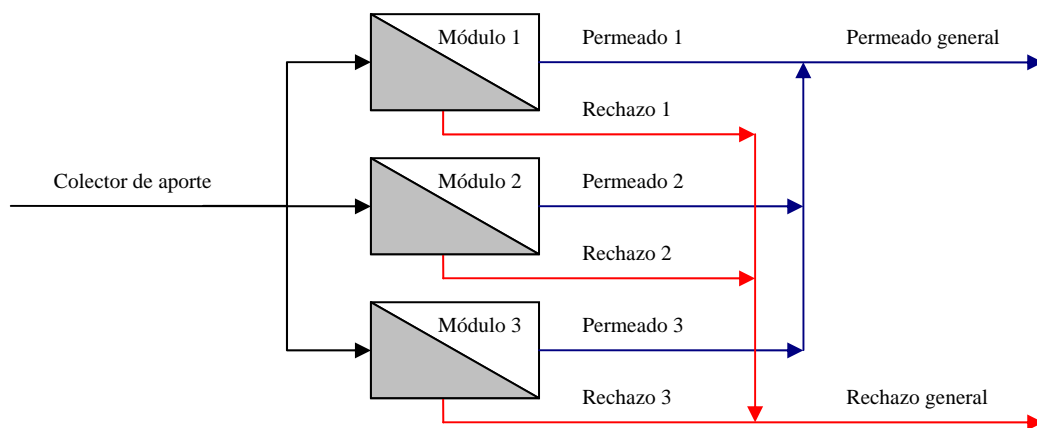 Módulo 1
Permeado 1
Permeado general
Rechazo 1
Colector de aporte
Módulo 2
Permeado 2
Rechazo 2
Módulo 3
Permeado 3
Rechazo 3
Rechazo general